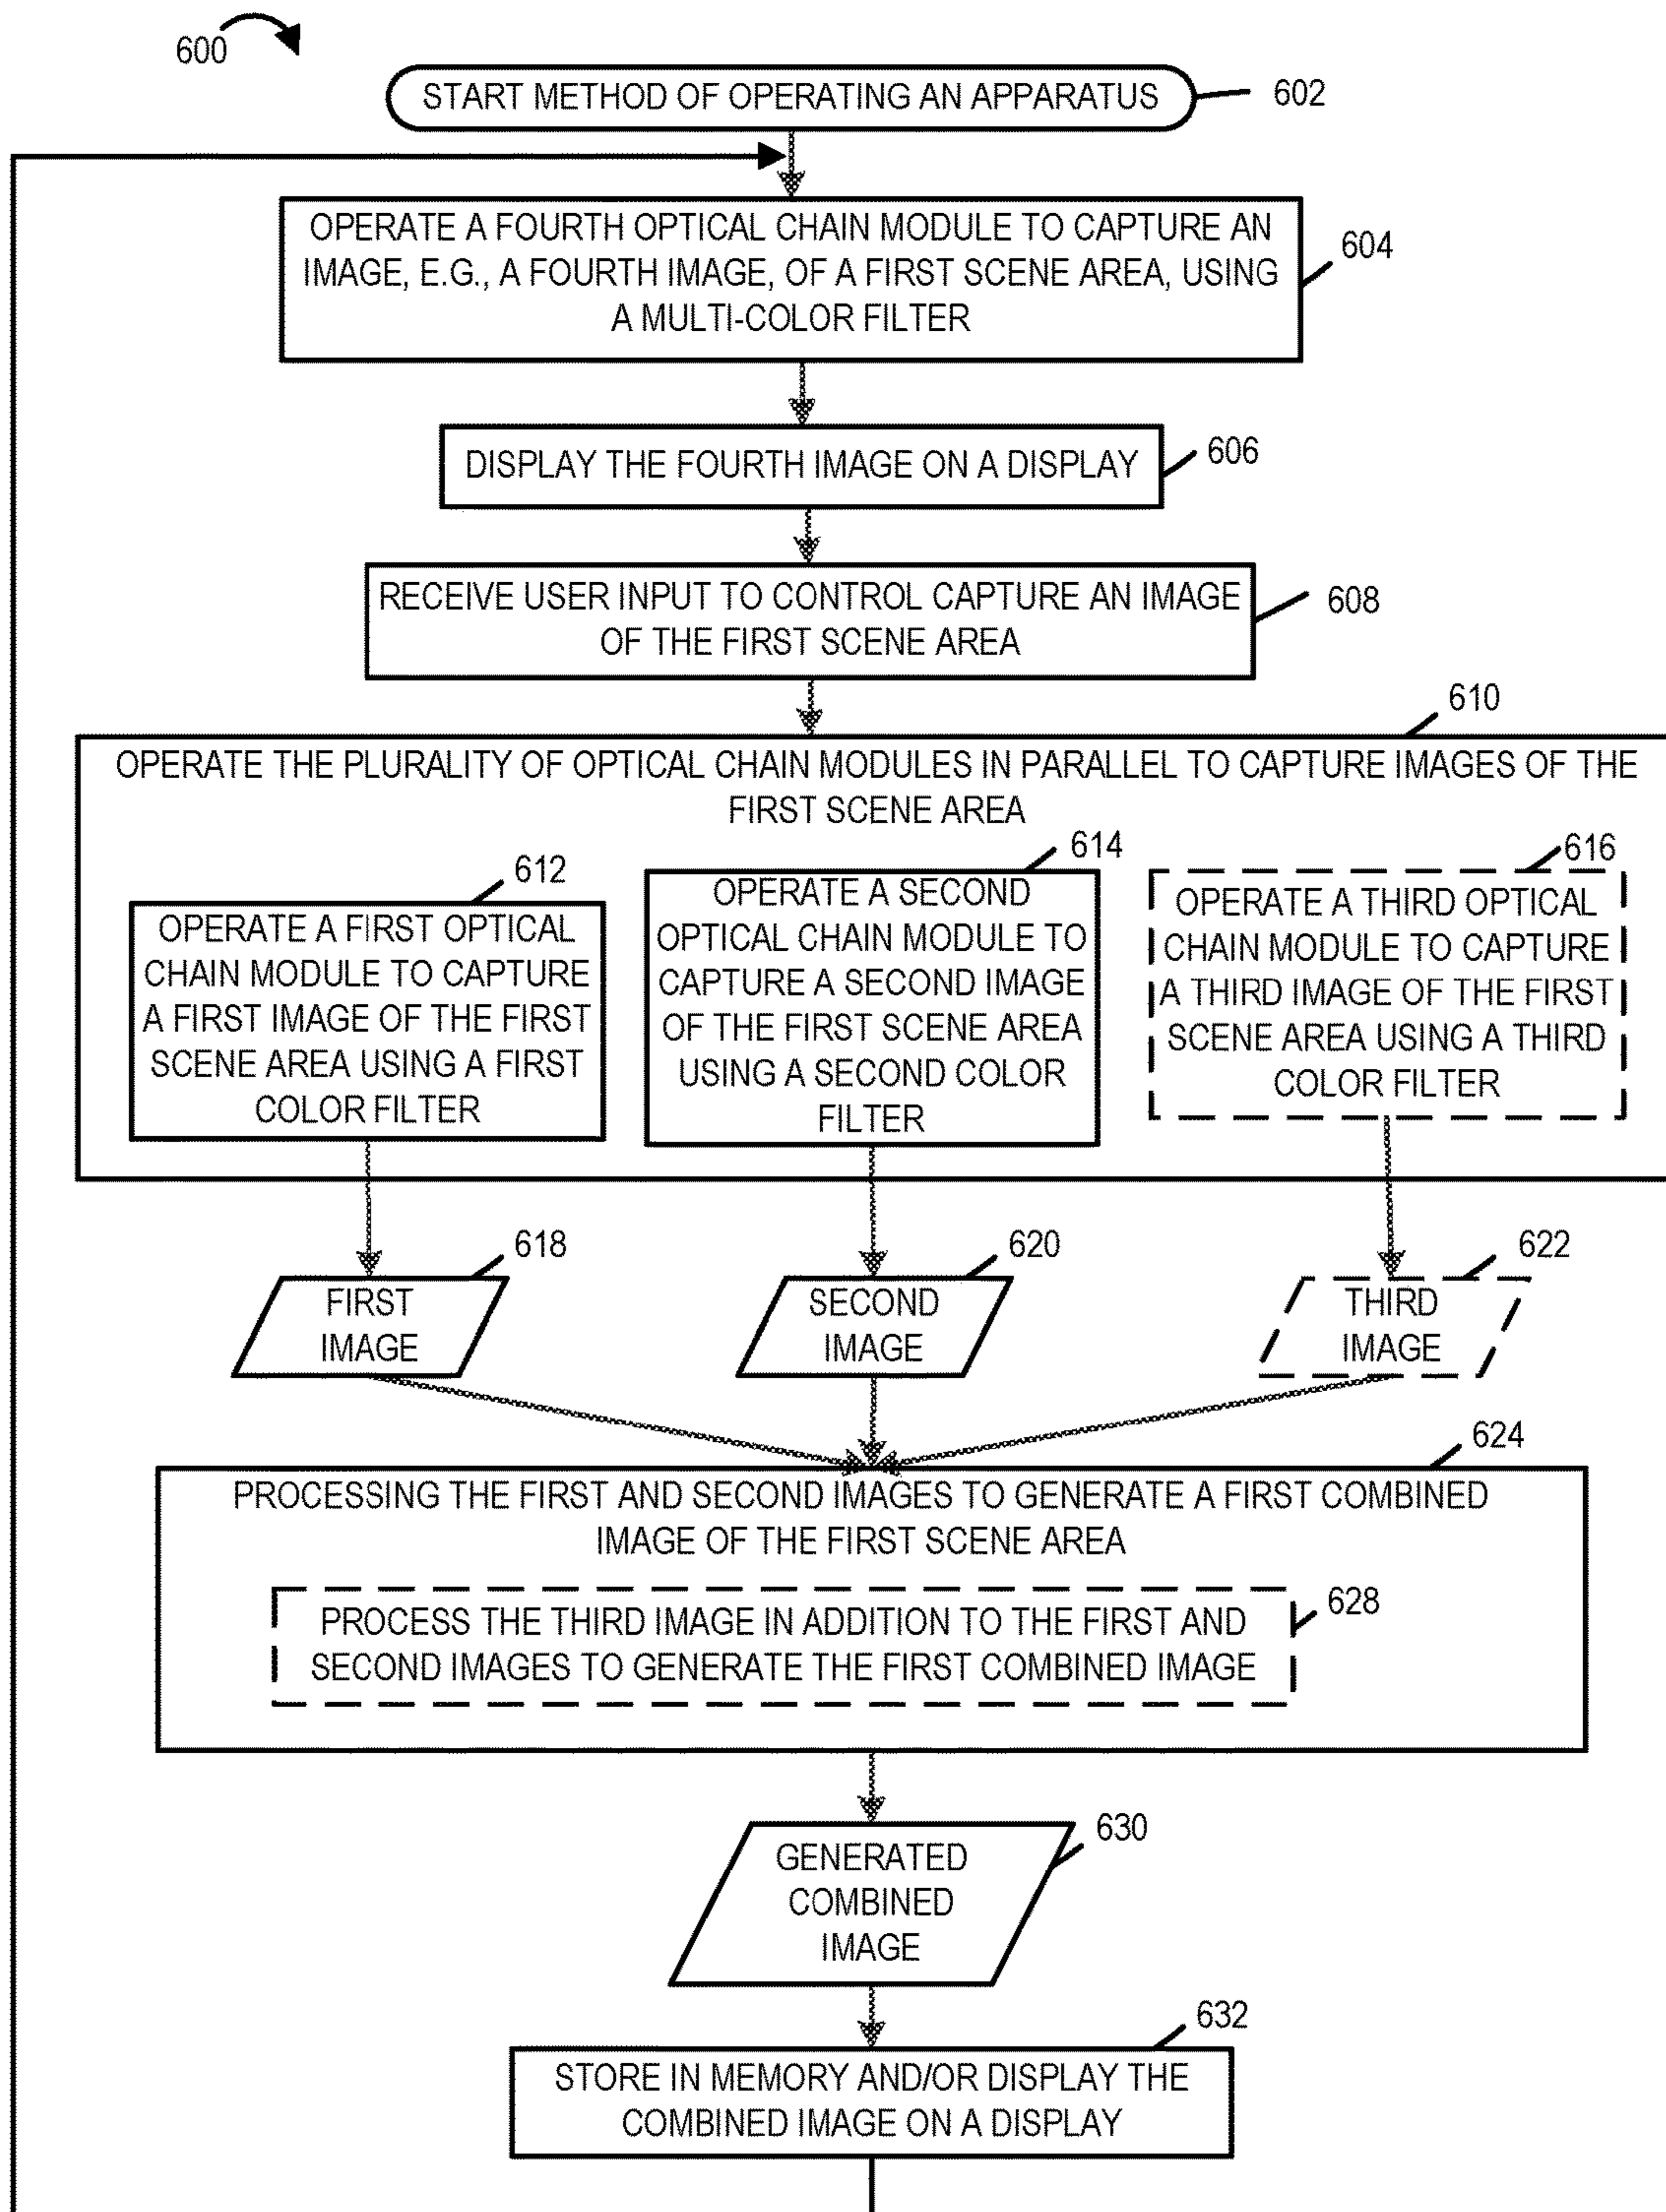 600
START METHOD OF OPERATING AN APPARATUS
602
OPERATE A FOURTH OPTICAL CHAIN MODULE TO CAPTURE AN
IMAGE, E.G., A FOURTH IMAGE, OF A FIRST SCENE AREA, USING
A MULTI-COLOR FILTER
604
DISPLAY THE FOURTH IMAGE ON A DISPLAY
606
RECEIVE USER INPUT TO CONTROL CAPTURE AN IMAGE
OF THE FIRST SCENE AREA
608
610
OPERATE THE PLURALITY OF OPTICAL CHAIN MODULES IN PARALLEL TO CAPTURE IMAGES OF THE
FIRST SCENE AREA
612
OPERATE A FIRST OPTICAL
CHAIN MODULE TO CAPTURE
A FIRST IMAGE OF THE FIRST
SCENE AREA USING A FIRST
COLOR FILTER
614
OPERATE A SECOND
OPTICAL CHAIN MODULE TO
CAPTURE A SECOND IMAGE
OF THE FIRST SCENE AREA
USING A SECOND COLOR
FILTER
616
OPERATE A THIRD OPTICAL
CHAIN MODULE TO CAPTURE
A THIRD IMAGE OF THE FIRST
SCENE AREA USING A THIRD
COLOR FILTER
618
FIRST
IMAGE
620
SECOND
IMAGE
622
THIRD
IMAGE
624
PROCESSING THE FIRST AND SECOND IMAGES TO GENERATE A FIRST COMBINED
IMAGE OF THE FIRST SCENE AREA
628
PROCESS THE THIRD IMAGE IN ADDITION TO THE FIRST AND
SECOND IMAGES TO GENERATE THE FIRST COMBINED IMAGE
630
GENERATED
COMBINED
IMAGE
632
STORE IN MEMORY AND/OR DISPLAY THE
COMBINED IMAGE ON A DISPLAY